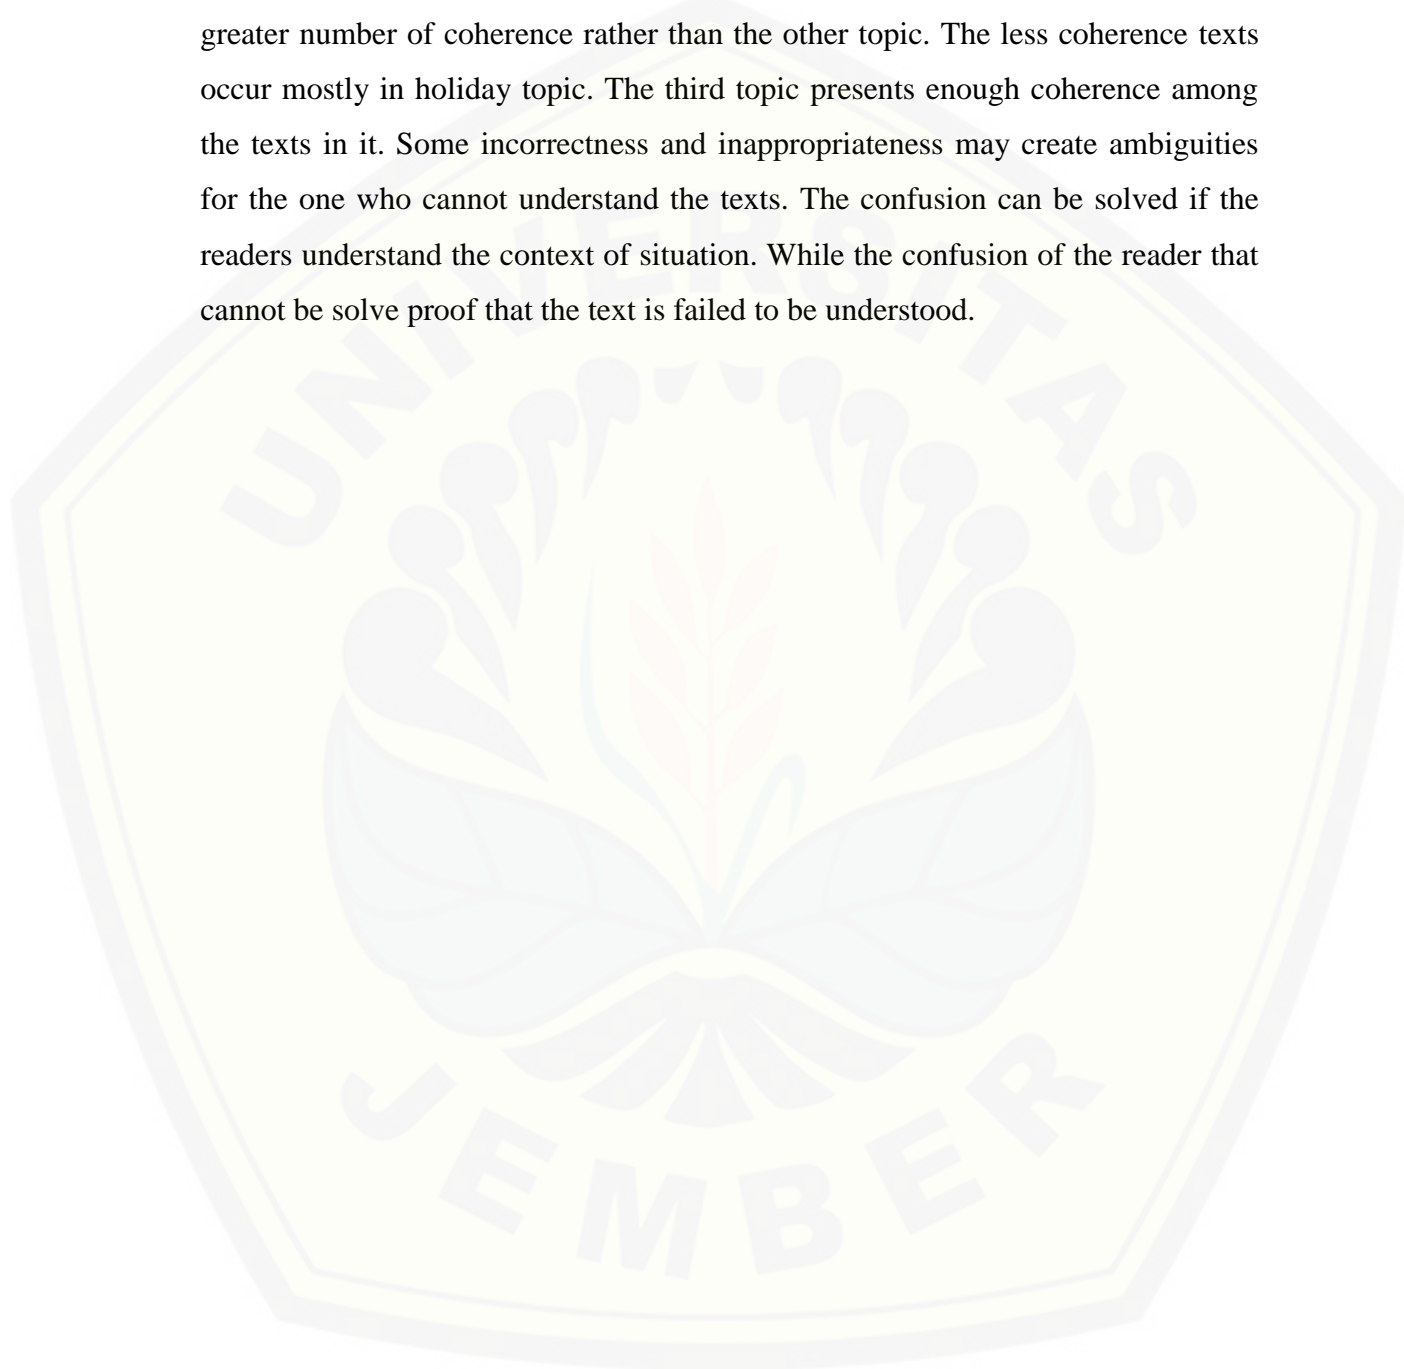 greater number of coherence rather than the other topic. The less coherence texts
occur mostly in holiday topic. The third topic presents enough coherence among
the texts in it. Some incorrectness and inappropriateness may create ambiguities
for the one who cannot understand the texts. The confusion can be solved if the
readers understand the context of situation. While the confusion of the reader that
cannot be solve proof that the text is failed to be understood.
UNIVERSITAS
JEMBER